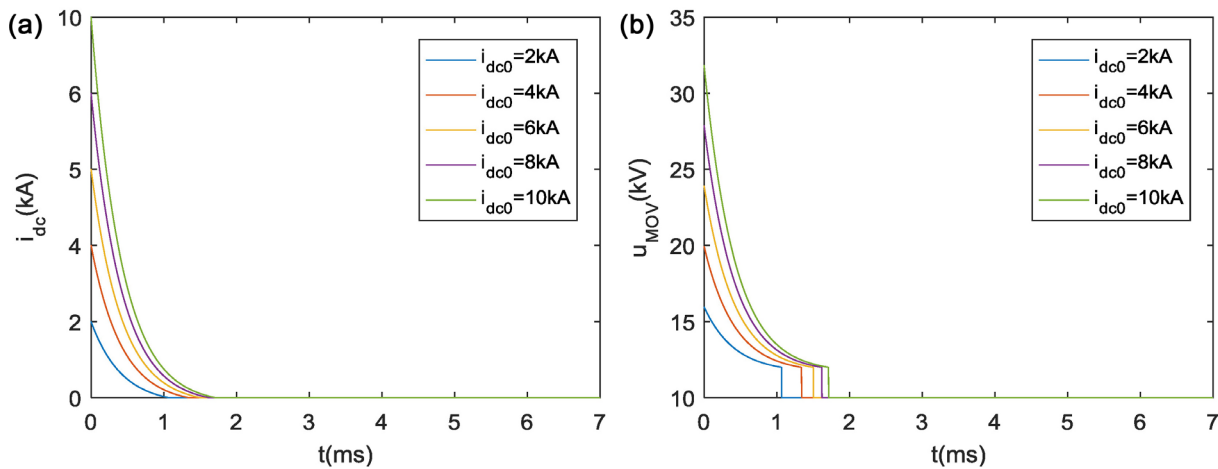 (a)
10
6
5
4
2
0
0 1 2 3 4 5 6 7
i_dc(kA)
t(ms)
i_dc0=2kA
i_dc0=4kA
i_dc0=6kA
i_dc0=8kA
i_dc0=10kA
(b)
35
30
25
20
15
10
0 1 2 3 4 5 6 7
u_MOV(kV)
t(ms)
i_dc0=2kA
i_dc0=4kA
i_dc0=6kA
i_dc0=8kA
i_dc0=10kA